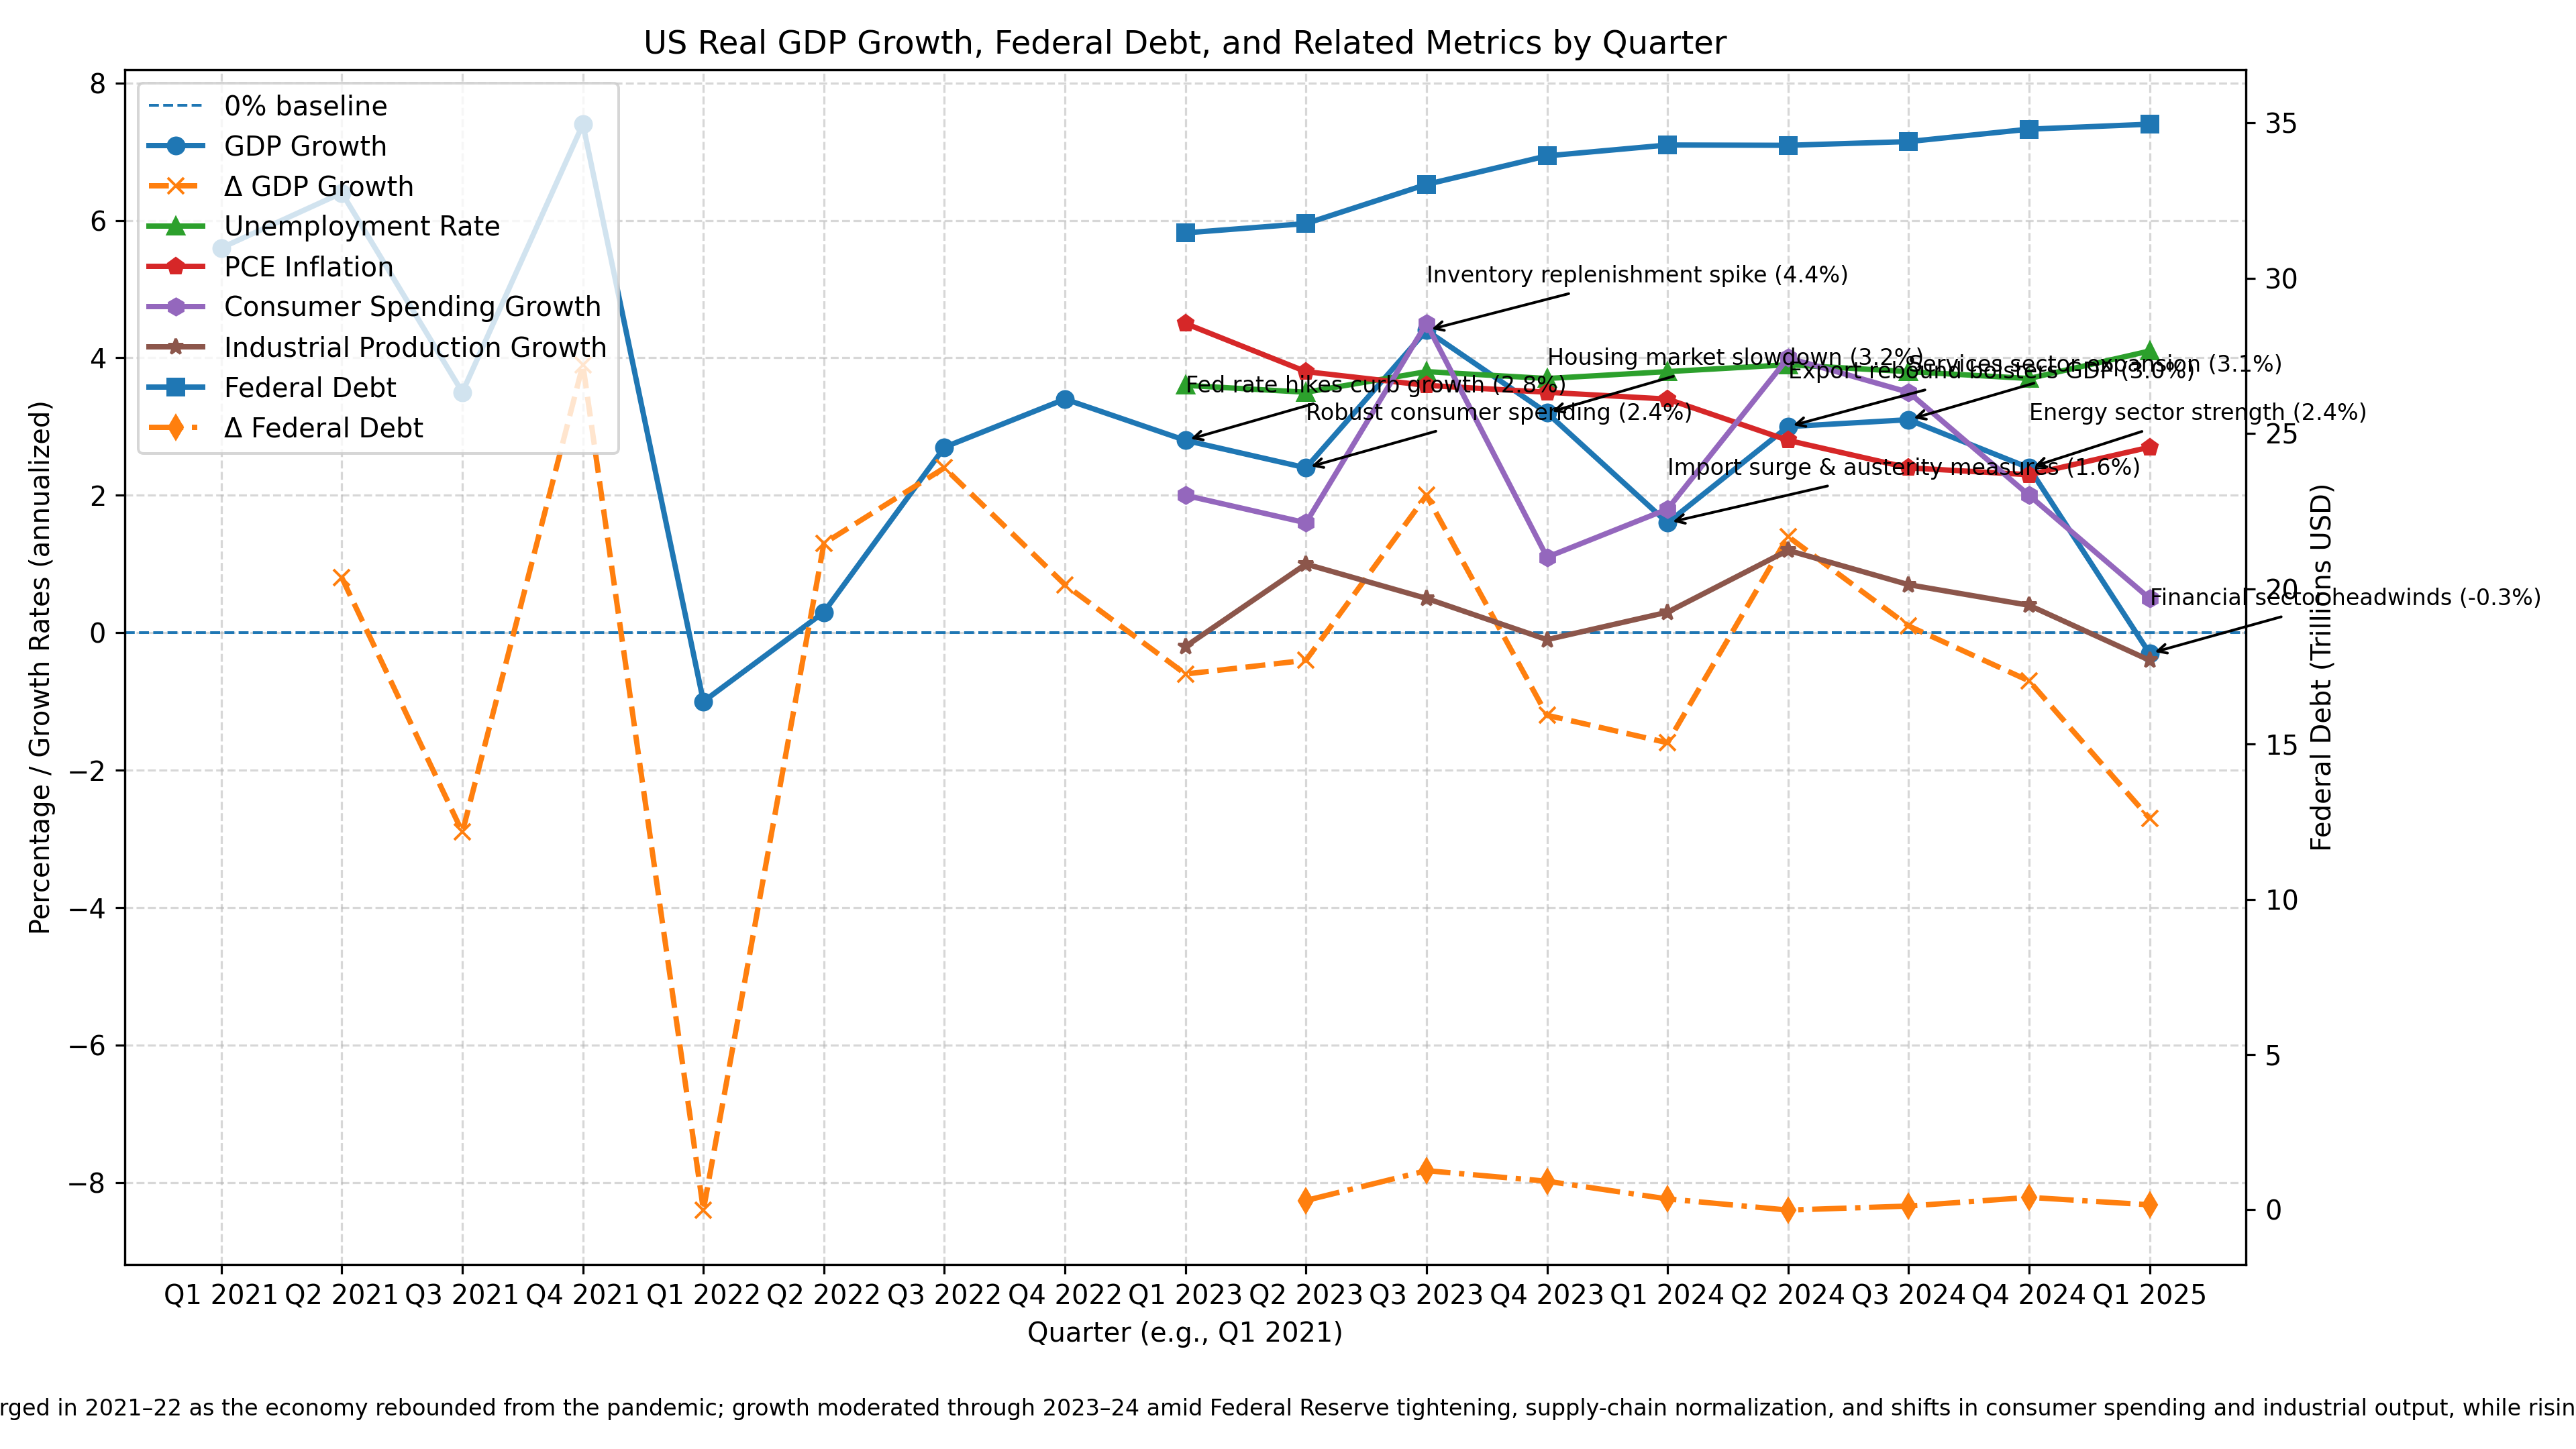 US Real GDP Growth, Federal Debt, and Related Metrics by Quarter
0% baseline
GDP Growth
Δ GDP Growth
Unemployment Rate
PCE Inflation
Consumer Spending Growth
Industrial Production Growth
Federal Debt
Δ Federal Debt
8
6
4
2
0
−2
−4
−6
−8
Percentage / Growth Rates (annualized)
35
30
25
20
15
10
5
0
Federal Debt (Trillions USD)
Inventory replenishment spike (4.4%)
Housing market slowdown (3.2%)
Services sector expansion (3.1%)
Export rebound bolsters GDP (3.0%)
Fed rate hikes curb growth (2.8%)
Robust consumer spending (2.4%)
Energy sector strength (2.4%)
Import surge & austerity measures (1.6%)
Financial sector headwinds (-0.3%)
Q1 2021 Q2 2021 Q3 2021 Q4 2021 Q1 2022 Q2 2022 Q3 2022 Q4 2022 Q1 2023 Q2 2023 Q3 2023 Q4 2023 Q1 2024 Q2 2024 Q3 2024 Q4 2024 Q1 2025
Quarter (e.g., Q1 2021)
rged in 2021–22 as the economy rebounded from the pandemic; growth moderated through 2023–24 amid Federal Reserve tightening, supply-chain normalization, and shifts in consumer spending and industrial output, while risin